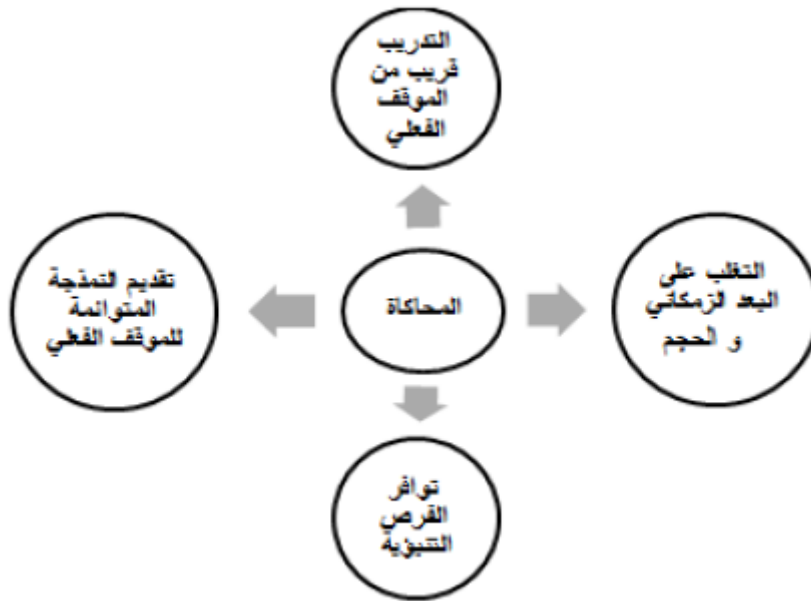 التدريب
قريب من
الموقف
الفعلي
التغلب على
البعد الزمكاني
و الحجم
المحاكاة
تقديم النمذجة
المتوائمة
للموقف الفعلي
توافر
الفرص
التنبؤية